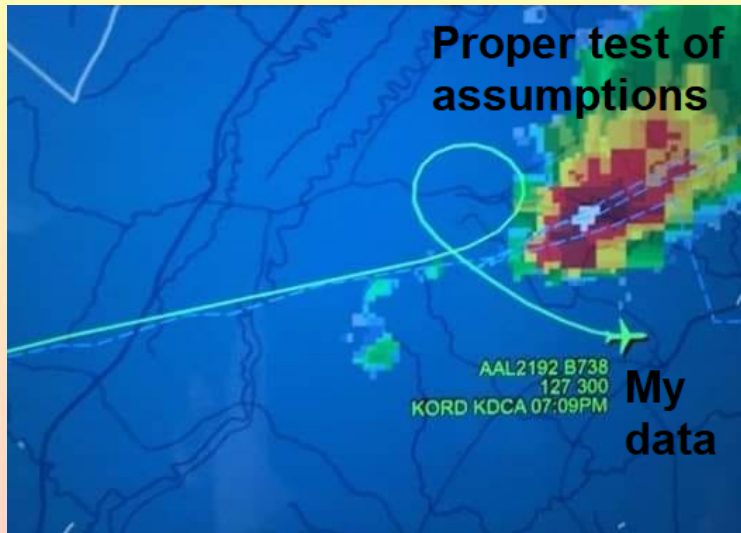 Proper test of
assumptions
AAL2192 B738
127 300
KORD KDCA 07:09PM
My
data